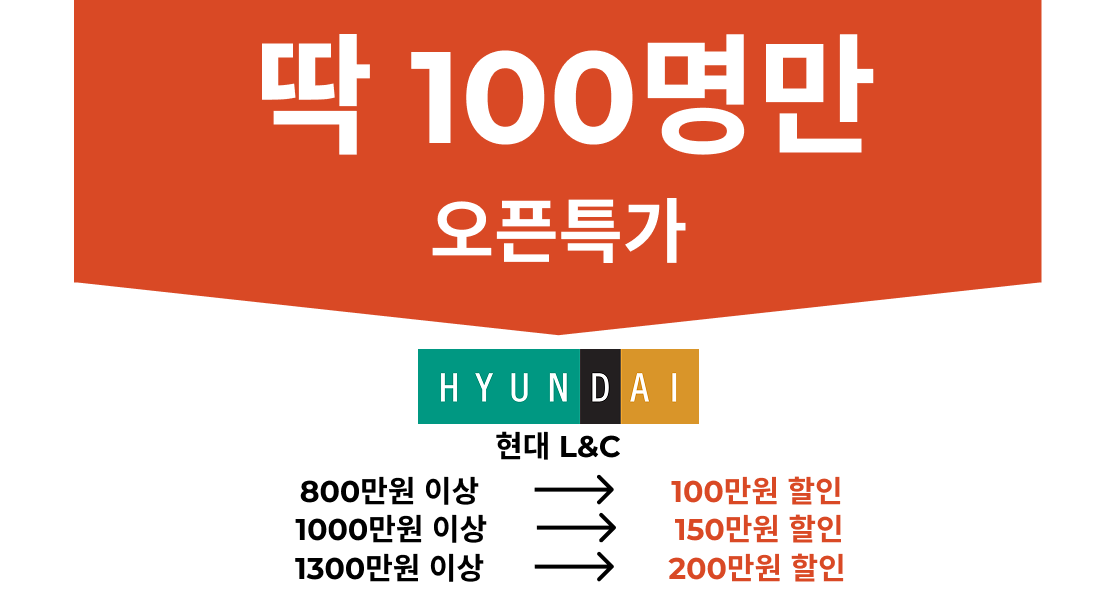 딱 100명만
오픈특가
HYUNDAI
현대 L&C
800만원 이상 → 100만원 할인
1000만원 이상 → 150만원 할인
1300만원 이상 → 200만원 할인